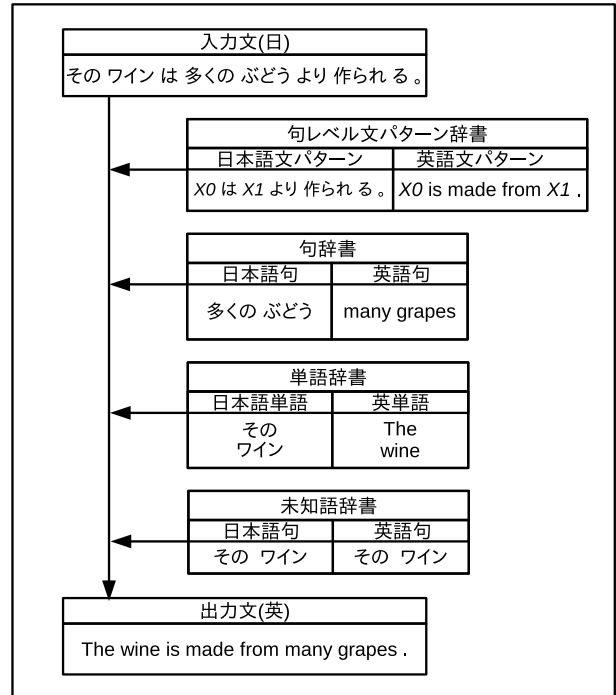 入力文(日)
その ワイン は 多くの ぶどう より 作られ る 。
句レベル文パターン辞書
日本語文パターン 英語文パターン
X0 は X1 より 作られ る 。 X0 is made from X1 .
句辞書
日本語句 英語句
多くの ぶどう many grapes
単語辞書
日本語単語 英単語
その The
ワイン wine
未知語辞書
日本語句 英語句
その ワイン その ワイン
出力文(英)
The wine is made from many grapes .